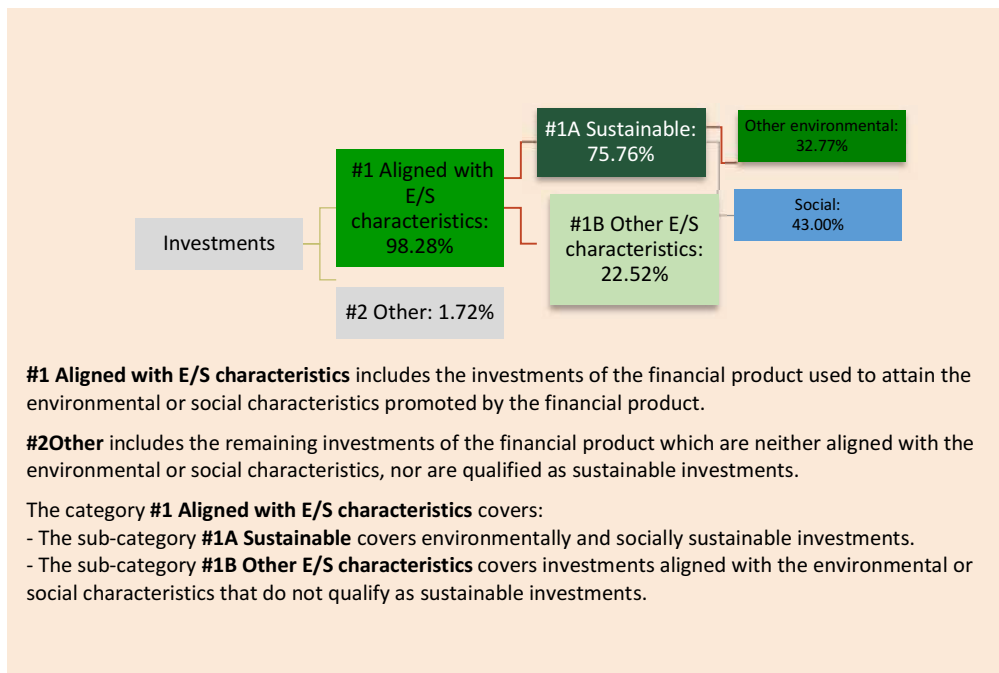 Investments
#1 Aligned with
E/S
characteristics:
98.28%
#2 Other: 1.72%
#1A Sustainable:
75.76%
#1B Other E/S
characteristics:
22.52%
Other environmental:
32.77%
Social:
43.00%
#1 Aligned with E/S characteristics includes the investments of the financial product used to attain the
environmental or social characteristics promoted by the financial product.
#2Other includes the remaining investments of the financial product which are neither aligned with the
environmental or social characteristics, nor are qualified as sustainable investments.
The category #1 Aligned with E/S characteristics covers:
- The sub-category #1A Sustainable covers environmentally and socially sustainable investments.
- The sub-category #1B Other E/S characteristics covers investments aligned with the environmental or
social characteristics that do not qualify as sustainable investments.